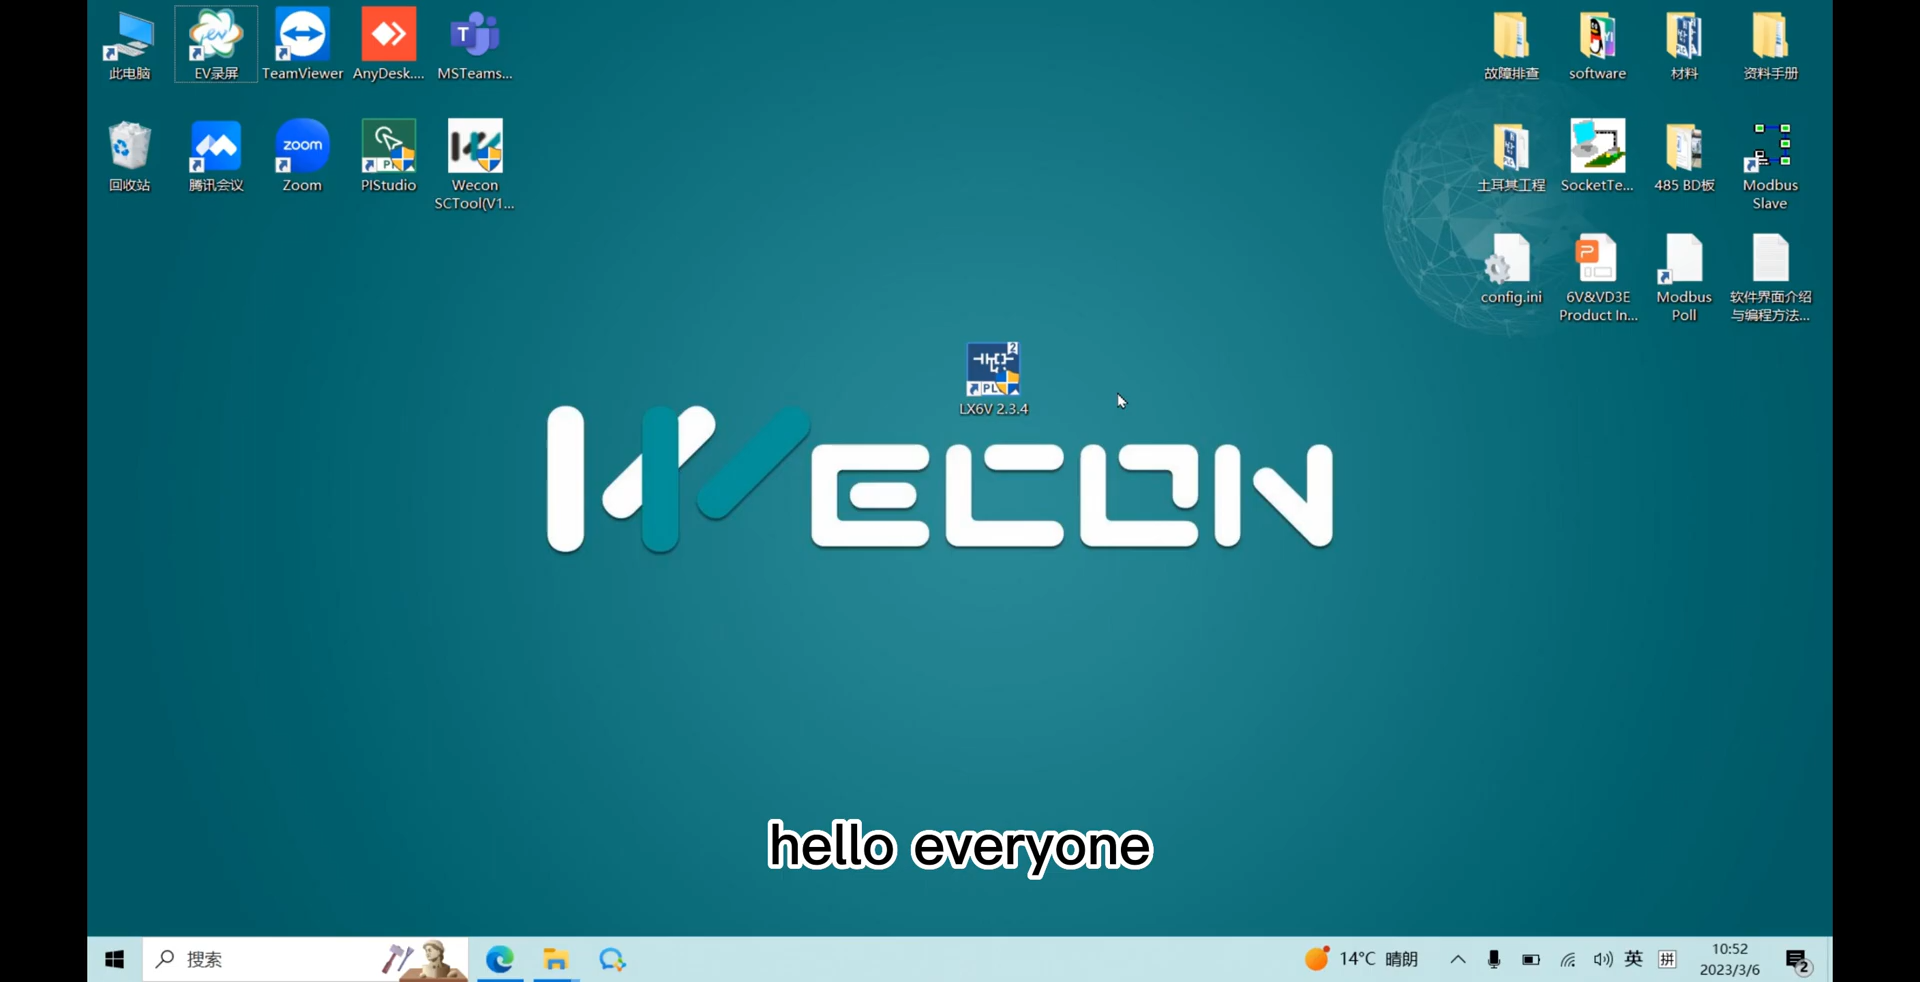 此电脑
EV录屏
TeamViewer
AnyDesk....
MSTeams...
故障排查
software
材料
资料手册
回收站
腾讯会议
zoom
Zoom
PIStudio
Wecon
SCTool(V1...
土耳其工程
SocketTe...
485 BD板
Modbus
Slave
config.ini
6V&VD3E
Product In...
Modbus
Poll
软件界面介绍
与编程方法...
2
LX6V 2.3.4
WECON
hello everyone
搜索
14°C 晴朗
英
拼
10:52
2023/3/6
2